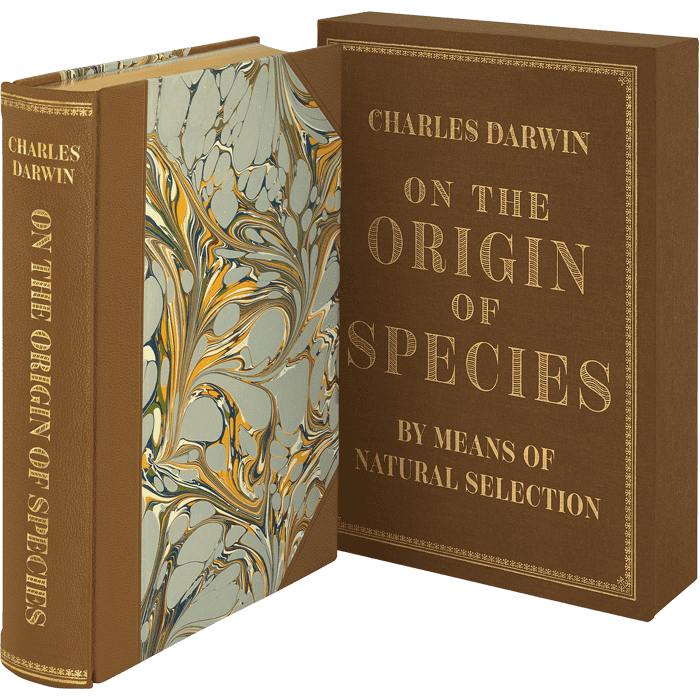 CHARLES
DARWIN
ON THE ORIGIN OF SPECIES
CHARLES DARWIN
ON THE
ORIGIN
OF
SPECIES
BY MEANS OF
NATURAL SELECTION